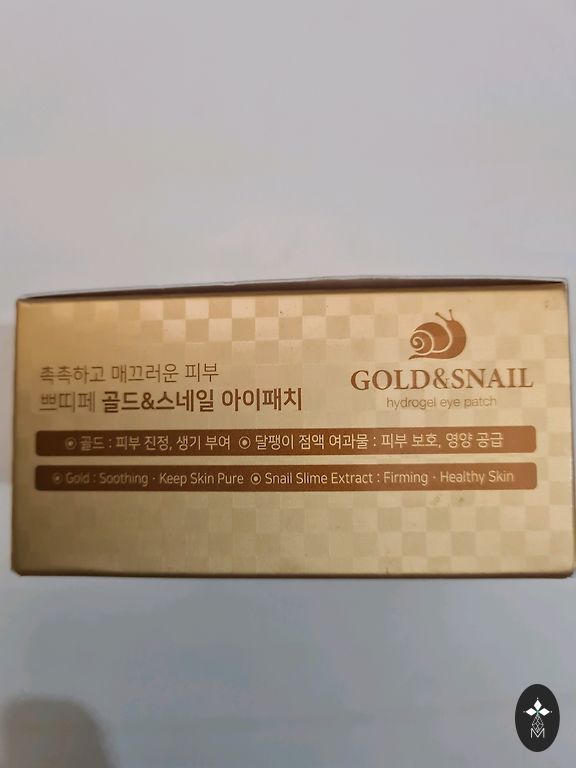 촉촉하고 매끄러운 피부
쁘띠페 골드&스네일 아이패치
GOLD&SNAIL
hydrogel eye patch
골드 : 피부 진정, 생기 부여 달팽이 점액 여과물 : 피부 보호, 영양 공급
Gold : Soothing · Keep Skin Pure Snail Slime Extract : Firming · Healthy Skin
M